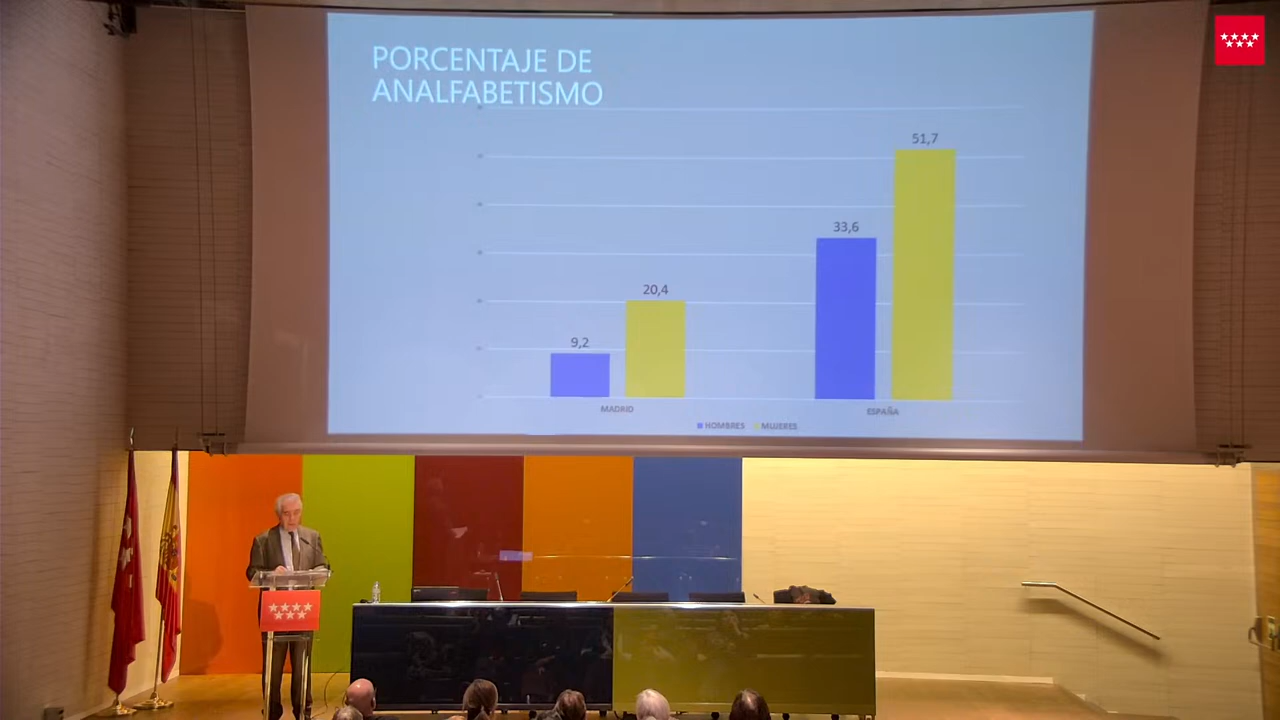 PORCENTAJE DE
ANALFABETISMO
51,7
33,6
20,4
9,2
MADRID
ESPAÑA
HOMBRES MUJERES